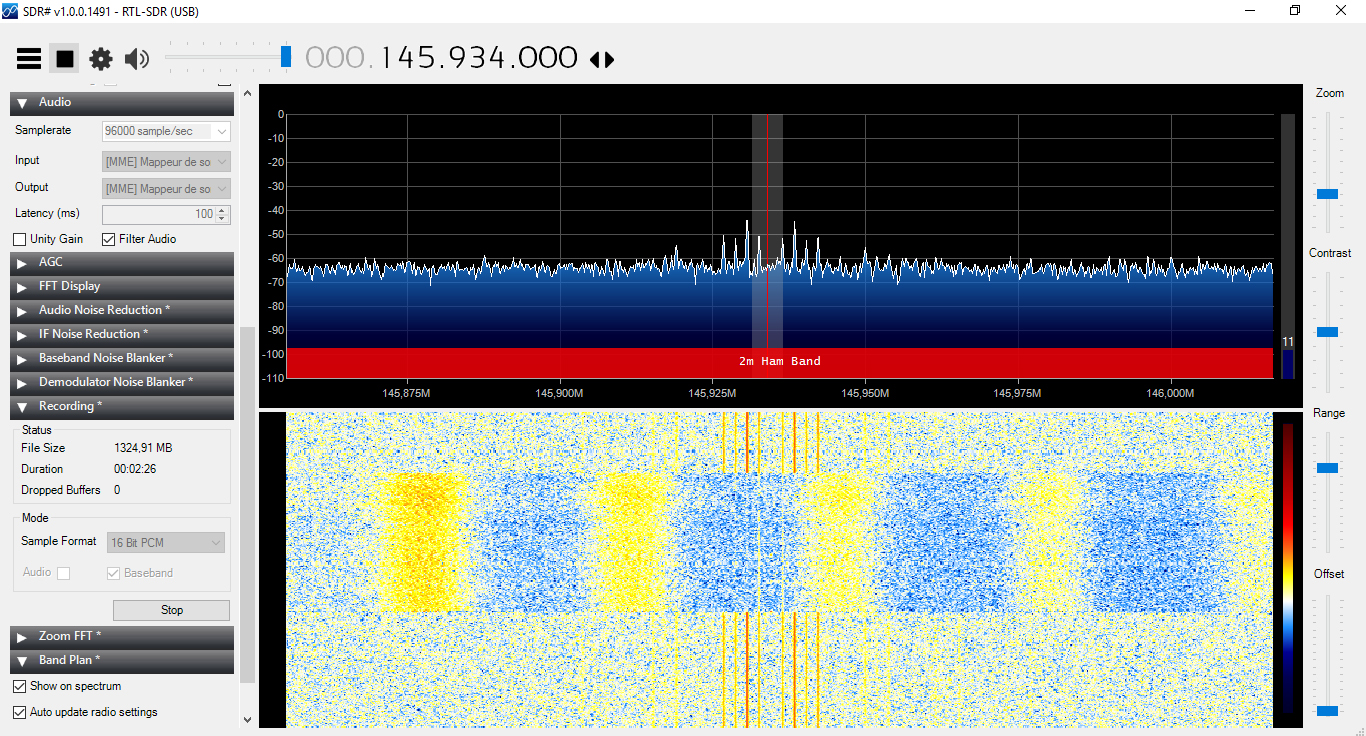 SDR# v1.0.0.1491 - RTL-SDR (USB)
000.145.934.000
Audio
Samplerate 96000 sample/sec
Input [MME] Mappeur de so
Output [MME] Mappeur de so
Latency (ms) 100
Unity Gain Filter Audio
AGC
FFT Display
Audio Noise Reduction *
IF Noise Reduction *
Baseband Noise Blanker *
Demodulator Noise Blanker *
Recording *
Status
File Size 1324,91 MB
Duration 00:02:26
Dropped Buffers 0
Mode
Sample Format 16 Bit PCM
Audio Baseband
Stop
Zoom FFT *
Band Plan *
Show on spectrum
Auto update radio settings
0
-10
-20
-30
-40
-50
-60
-70
-80
-90
-100
-110
2m Ham Band
11
145,875M 145,900M 145,925M 145,950M 145,975M 146,000M
Zoom
Contrast
Range
Offset